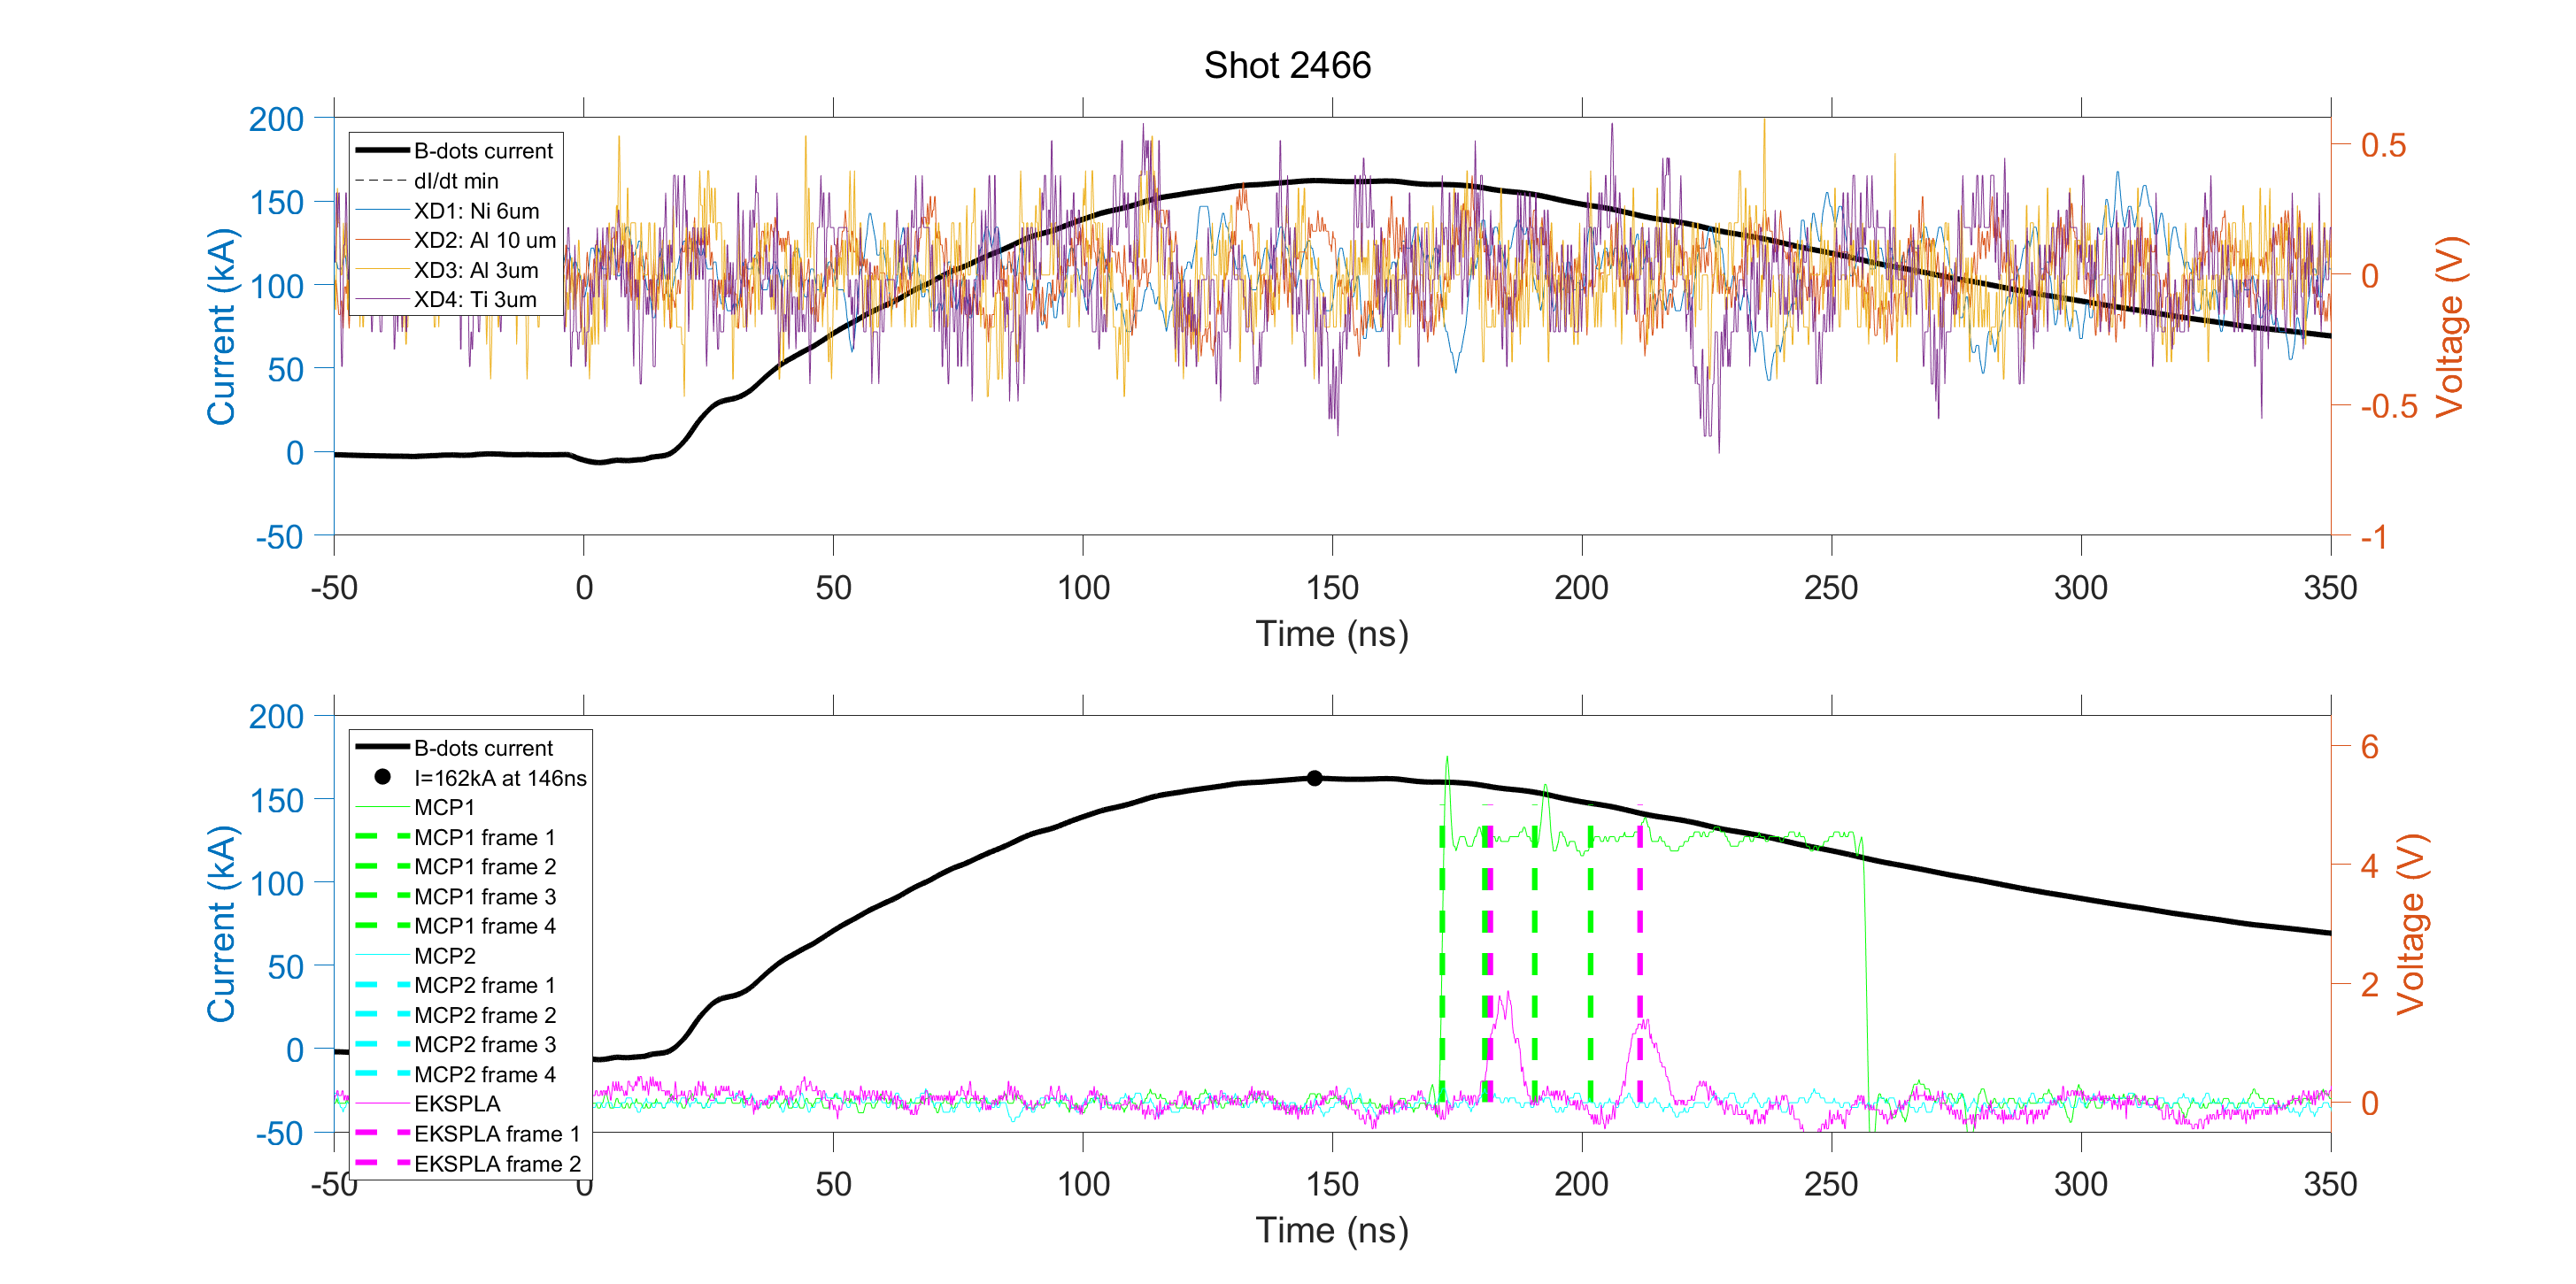 Shot 2466
200
150
100
50
0
-50
Current (kA)
B-dots current
dI/dt min
XD1: Ni 6um
XD2: Al 10 um
XD3: Al 3um
XD4: Ti 3um
0.5
0
-0.5
-1
Voltage (V)
-50 0 50 100 150 200 250 300 350
Time (ns)
200
150
100
50
0
-50
Current (kA)
B-dots current
I=162kA at 146ns
MCP1
MCP1 frame 1
MCP1 frame 2
MCP1 frame 3
MCP1 frame 4
MCP2
MCP2 frame 1
MCP2 frame 2
MCP2 frame 3
MCP2 frame 4
EKSPLA
EKSPLA frame 1
EKSPLA frame 2
6
4
2
0
Voltage (V)
-50 0 50 100 150 200 250 300 350
Time (ns)